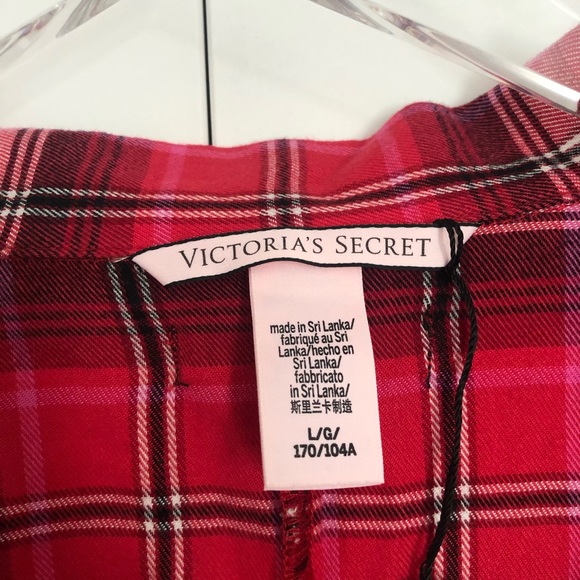 VICTORIA'S SECRET
made in Sri Lanka/
fabriqué au Sri
Lanka/hecho en
Sri Lanka/
fabbricato
in Sri Lanka/
斯里兰卡制造
L/G/
170/104A